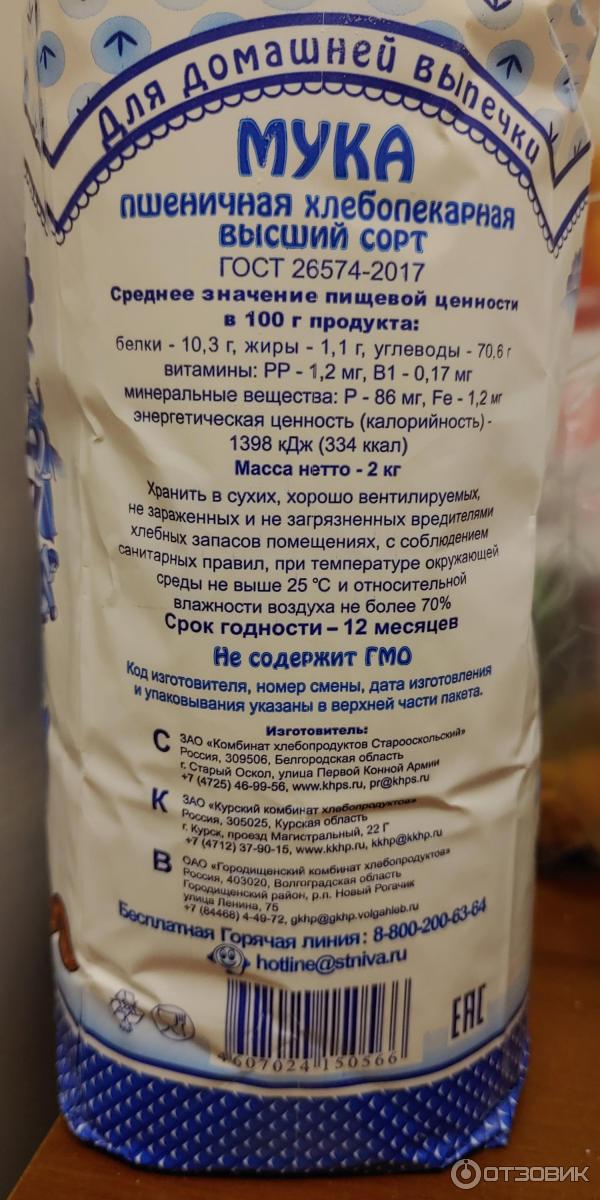 Для домашней выпечки
МУКА
пшеничная хлебопекарная
высший сорт
ГОСТ 26574-2017
Среднее значение пищевой ценности
в 100 г продукта:
белки - 10,3 г, жиры - 1,1 г, углеводы - 70,6 г
витамины: РР - 1,2 мг, В1 - 0,17 мг
минеральные вещества: Р - 86 мг, Fe - 1,2 мг
энергетическая ценность (калорийность) -
1398 кДж (334 ккал)
Масса нетто - 2 кг
Хранить в сухих, хорошо вентилируемых,
не зараженных и не загрязненных вредителями
хлебных запасов помещениях, с соблюдением
санитарных правил, при температуре окружающей
среды не выше 25 °С и относительной
влажности воздуха не более 70%
Срок годности – 12 месяцев
Не содержит ГМО
Код изготовителя, номер смены, дата изготовления
и упаковывания указаны в верхней части пакета.
Изготовитель:
С ЗАО «Комбинат хлебопродуктов Старооскольский»
Россия, 309506, Белгородская область
г. Старый Оскол, улица Первой Конной Армии
+7 (4725) 46-99-56, www.khps.ru, pr@khps.ru
К ЗАО «Курский комбинат хлебопродуктов»
Россия, 305025, Курская область
г. Курск, проезд Магистральный, 22 Г
+7 (4712) 37-90-15, www.kkhp.ru, kkhp@kkhp.ru
В ОАО «Городищенский комбинат хлебопродуктов»
Россия, 403020, Волгоградская область
Городищенский район, р.п. Новый Рогачик
улица Ленина, 75
+7 (84468) 4-49-72, gkhp@gkhp.volgahleb.ru
Бесплатная Горячая линия: 8-800-200-63-64
hotline@stniva.ru
4607024150566
EAC
ОТЗОВИК